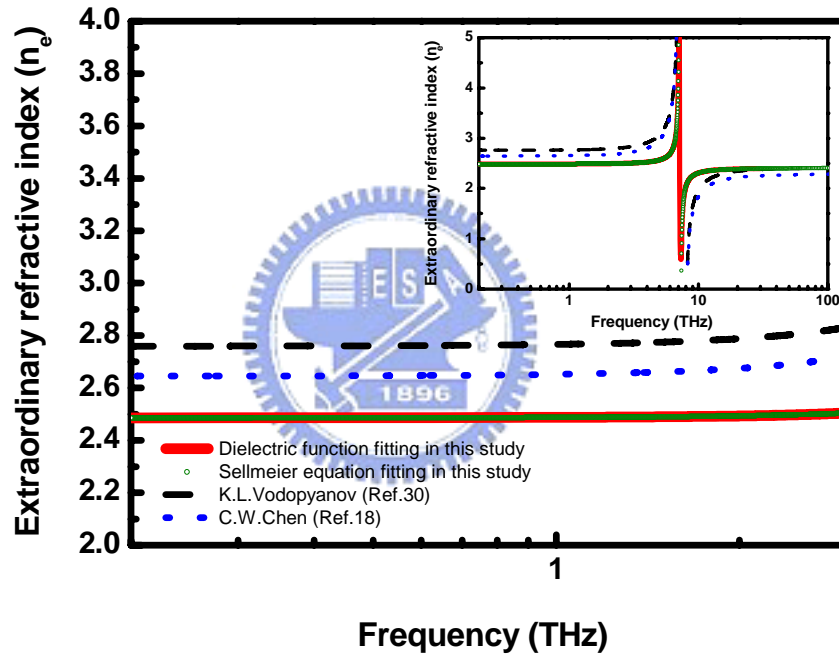 Extraordinary refractive index (nₑ)
4.0
3.8
3.6
3.4
3.2
3.0
2.8
2.6
2.4
2.2
2.0
1
Frequency (THz)
Extraordinary refractive index (nₑ)
5
4
3
2
1
0
1
10
100
Frequency (THz)
E S A
1896
Dielectric function fitting in this study
Sellmeier equation fitting in this study
K.L.Vodopyanov (Ref.30)
C.W.Chen (Ref.18)